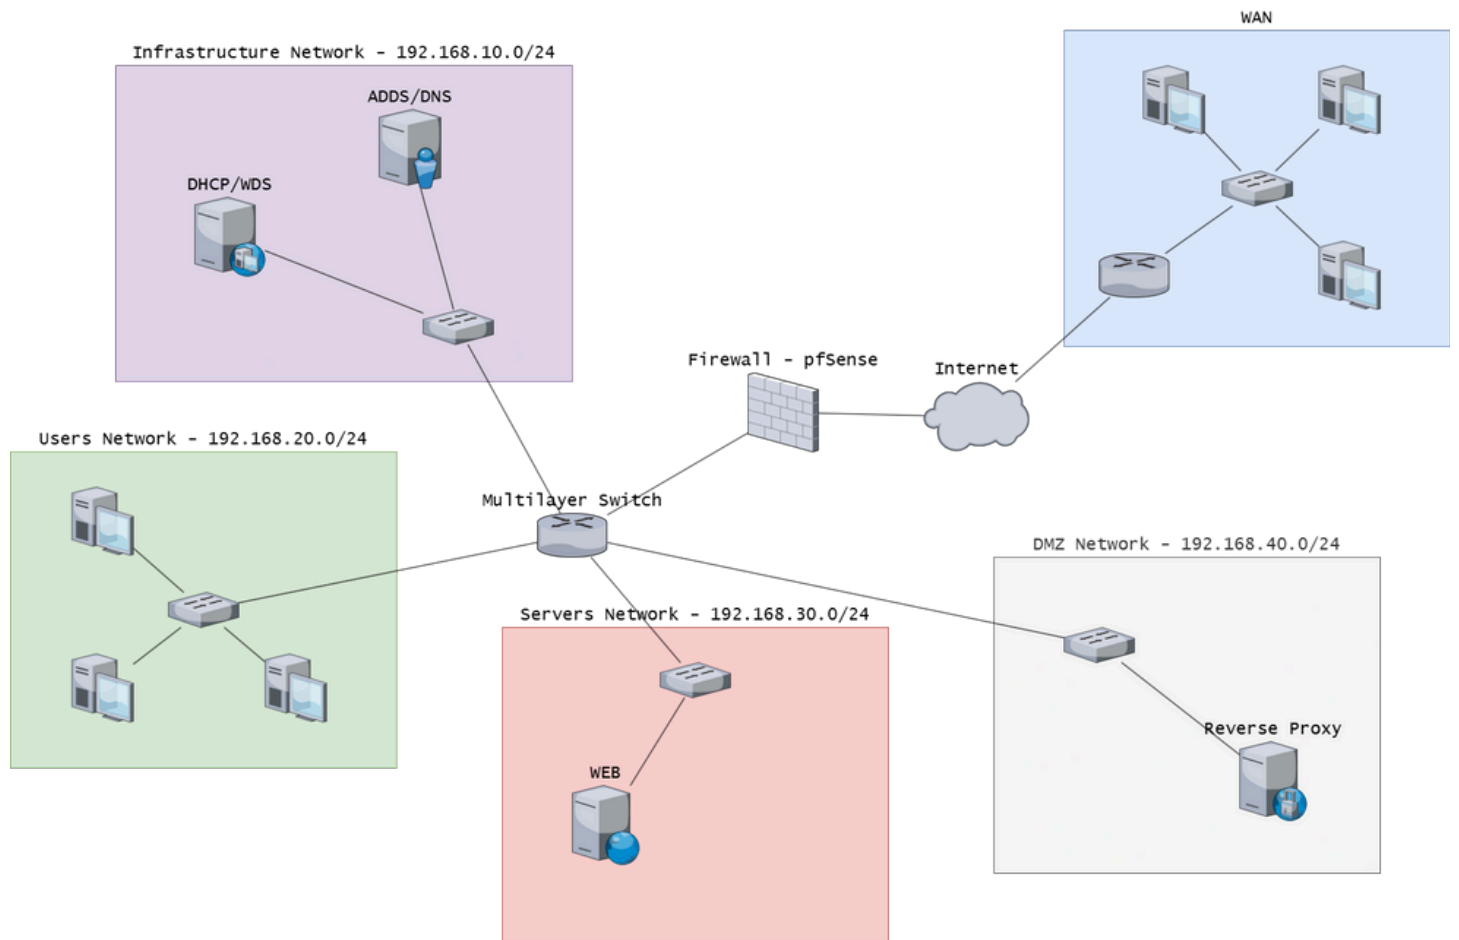 WAN
Infrastructure Network - 192.168.10.0/24
ADDS/DNS
DHCP/WDS
Firewall - pfSense
Internet
Users Network - 192.168.20.0/24
Multilayer Switch
DMZ Network - 192.168.40.0/24
Servers Network - 192.168.30.0/24
Reverse Proxy
WEB